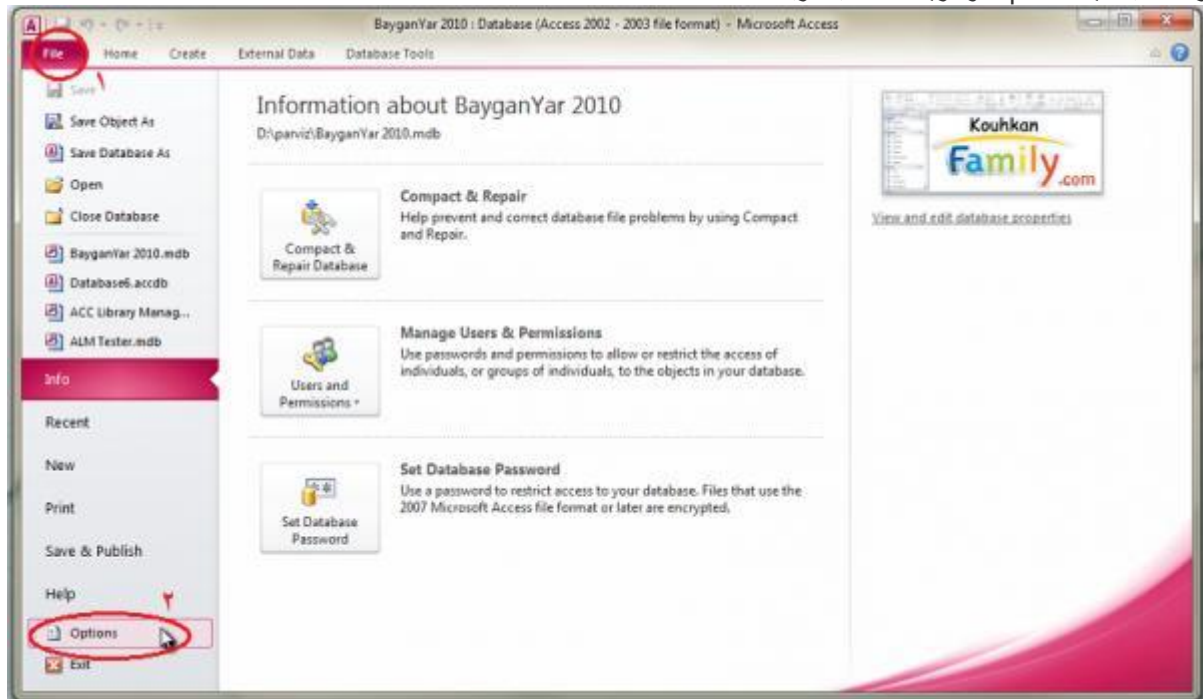 BayganYar 2010 : Database (Access 2002 - 2003 file format) - Microsoft Access
File Home Create External Data Database Tools
۱
Save
Save Object As
Save Database As
Open
Close Database
BayganYar 2010.mdb
Database6.accdb
ACC Library Manag...
ALM Tester.mdb
Info
Recent
New
Print
Save & Publish
Help
۲
Options
Exit
Information about BayganYar 2010
D:\parviz\BayganYar 2010.mdb
Compact & Repair Database
Compact & Repair
Help prevent and correct database file problems by using Compact
and Repair.
Users and
Permissions
Manage Users & Permissions
Use passwords and permissions to allow or restrict the access of
individuals, or groups of individuals, to the objects in your database.
Set Database
Password
Set Database Password
Use a password to restrict access to your database. Files that use the
2007 Microsoft Access file format or later are encrypted.
Kouhkan
Family.com
View and edit database properties